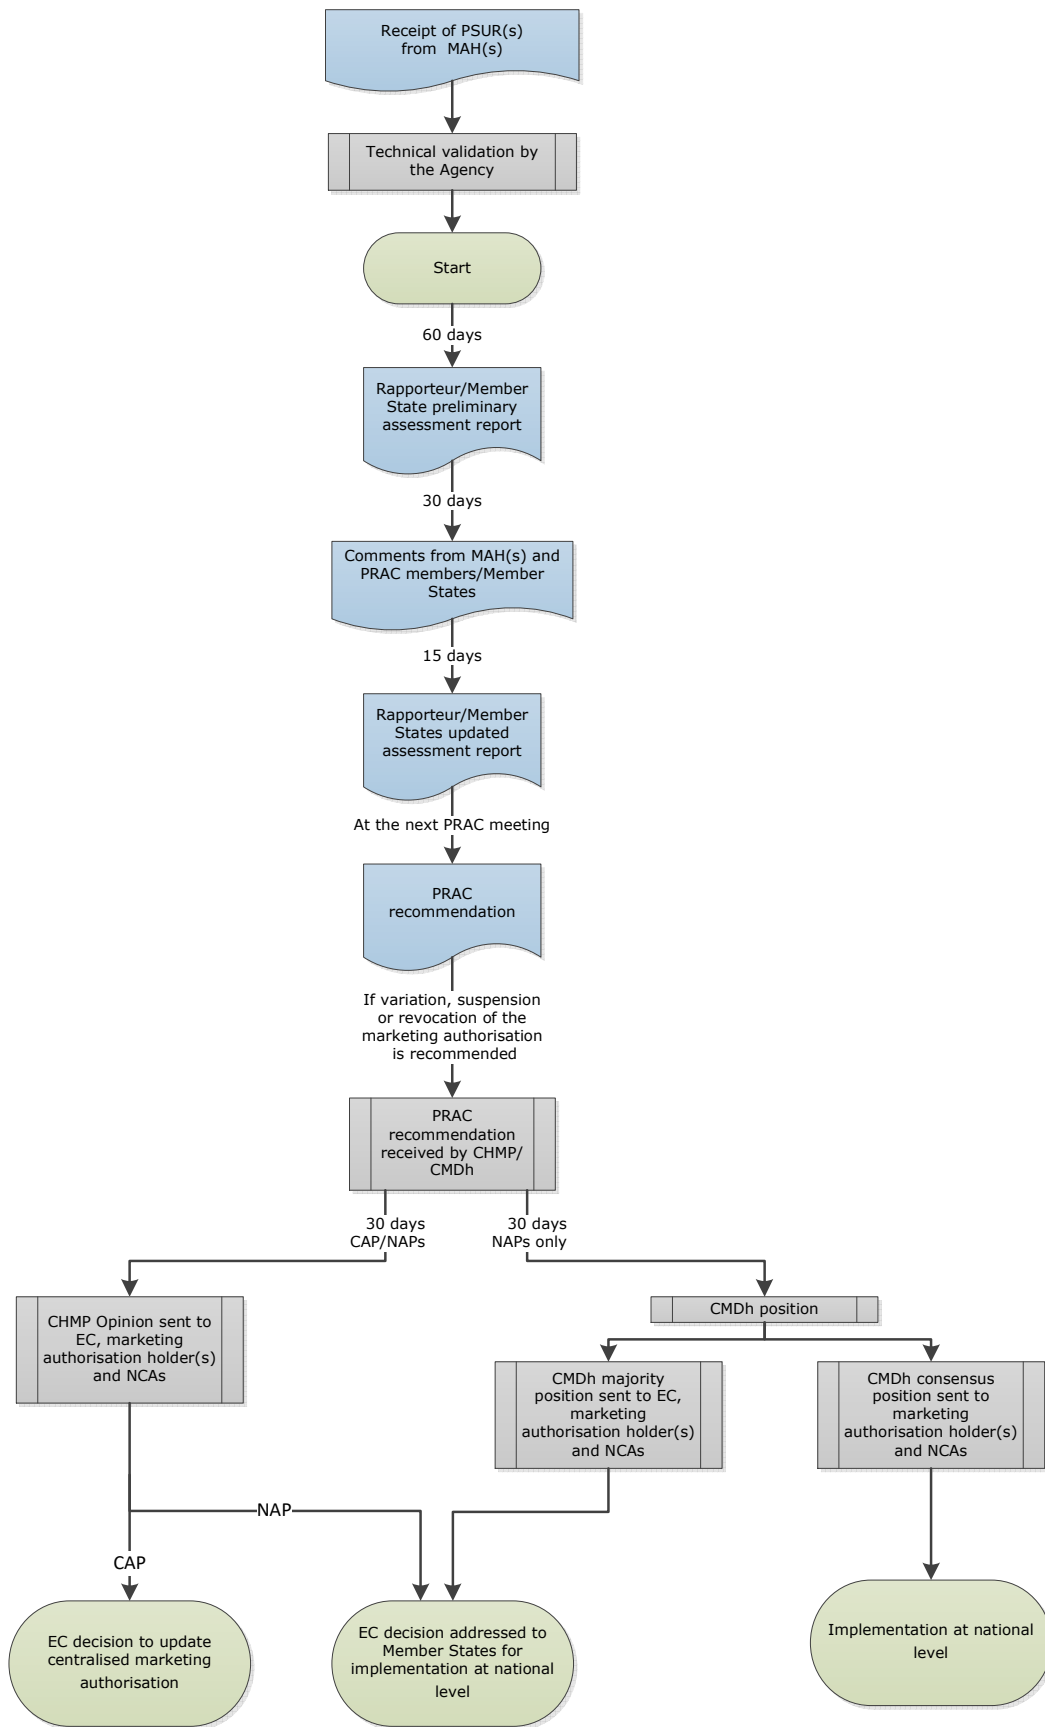 Receipt of PSUR(s)
from  MAH(s)
Technical validation by
the Agency
Start
60 days
Rapporteur/Member
State preliminary
assessment report
30 days
Comments from MAH(s) and
PRAC members/Member
States
15 days
Rapporteur/Member
States updated
assessment report
At the next PRAC meeting
PRAC
recommendation
If variation, suspension
or revocation of the
marketing authorisation
is recommended
PRAC
recommendation
received by CHMP/
CMDh
30 days
CAP/NAPs
30 days
NAPs only
CHMP Opinion sent to
EC, marketing
authorisation holder(s)
and NCAs
CMDh position
CMDh majority
position sent to EC,
marketing
authorisation holder(s)
and NCAs
CMDh consensus
position sent to
marketing
authorisation holder(s)
and NCAs
NAP
CAP
EC decision to update
centralised marketing
authorisation
EC decision addressed to
Member States for
implementation at national
level
Implementation at national
level